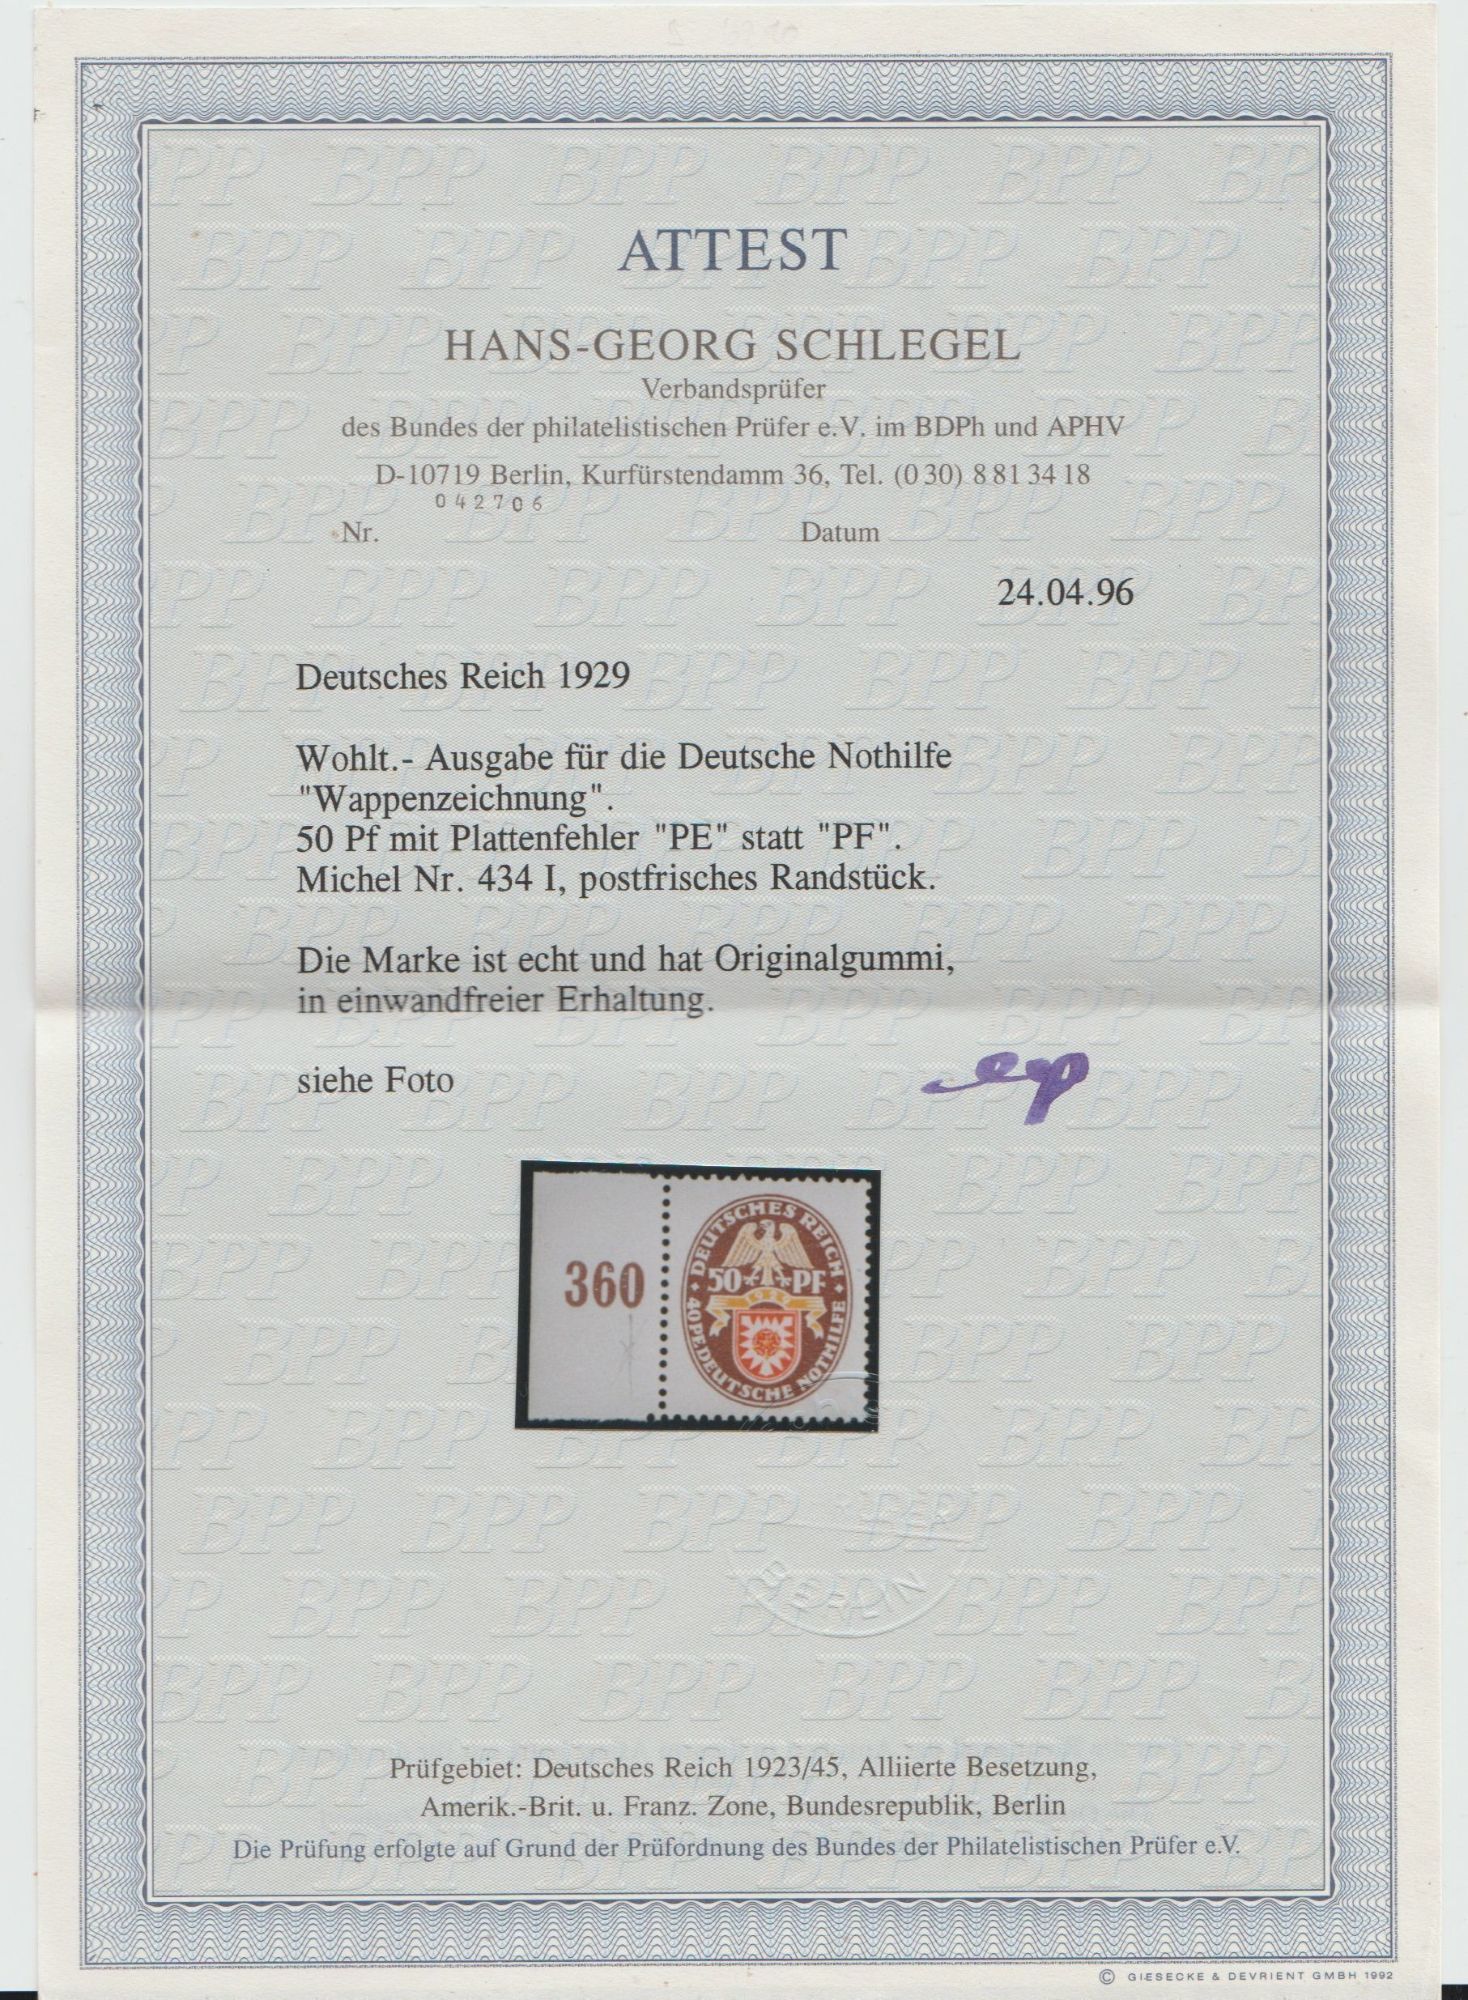 ATTEST
HANS-GEORG SCHLEGEL
Verbandsprüfer
des Bundes der philatelistischen Prüfer e.V. im BDPh und APHV
D-10719 Berlin, Kurfürstendamm 36, Tel. (0 30) 8 81 34 18
042706
Nr. Datum
24.04.96
Deutsches Reich 1929
Wohlt.- Ausgabe für die Deutsche Nothilfe
"Wappenzeichnung".
50 Pf mit Plattenfehler "PE" statt "PF".
Michel Nr. 434 I, postfrisches Randstück.
Die Marke ist echt und hat Originalgummi,
in einwandfreier Erhaltung.
siehe Foto
360
DEUTSCHES REICH
50 PF
1929
40 PE. DEUTSCHE NOTHILFE
BERLIN
Prüfgebiet: Deutsches Reich 1923/45, Alliierte Besetzung,
Amerik.-Brit. u. Franz. Zone, Bundesrepublik, Berlin
Die Prüfung erfolgte auf Grund der Prüfordnung des Bundes der Philatelistischen Prüfer e.V.
© GIESECKE & DEVRIENT GMBH 1992